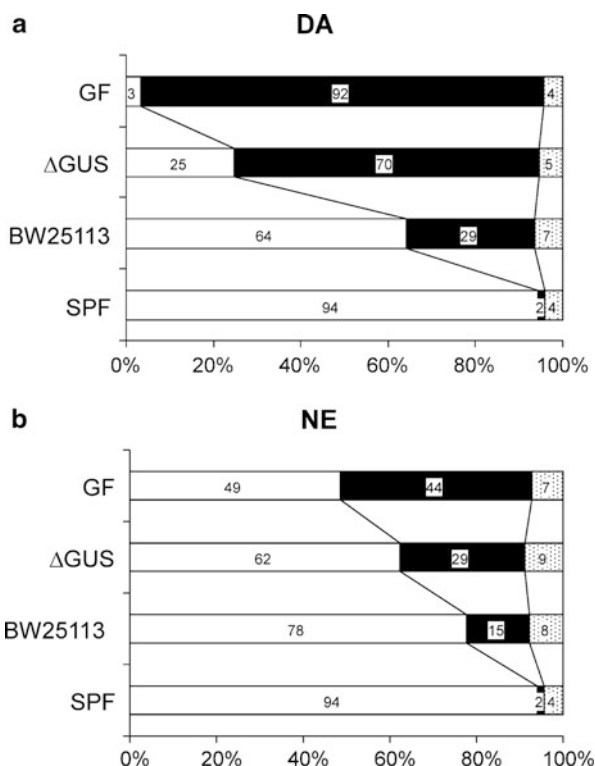 a
DA
GF 3 92 4
ΔGUS 25 70 5
BW25113 64 29 7
SPF 94 2 4
0% 20% 40% 60% 80% 100%
b
NE
GF 49 44 7
ΔGUS 62 29 9
BW25113 78 15 8
SPF 94 2 4
0% 20% 40% 60% 80% 100%